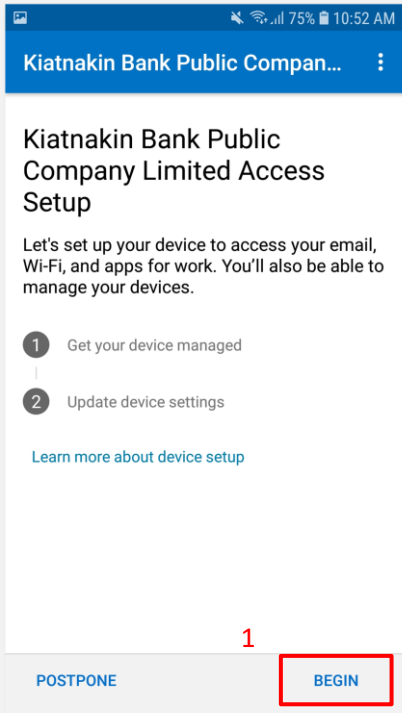 75% 10:52 AM
Kiatnakin Bank Public Compan...
Kiatnakin Bank Public
Company Limited Access
Setup
Let's set up your device to access your email,
Wi-Fi, and apps for work. You'll also be able to
manage your devices.
1 Get your device managed
2 Update device settings
Learn more about device setup
1
POSTPONE BEGIN